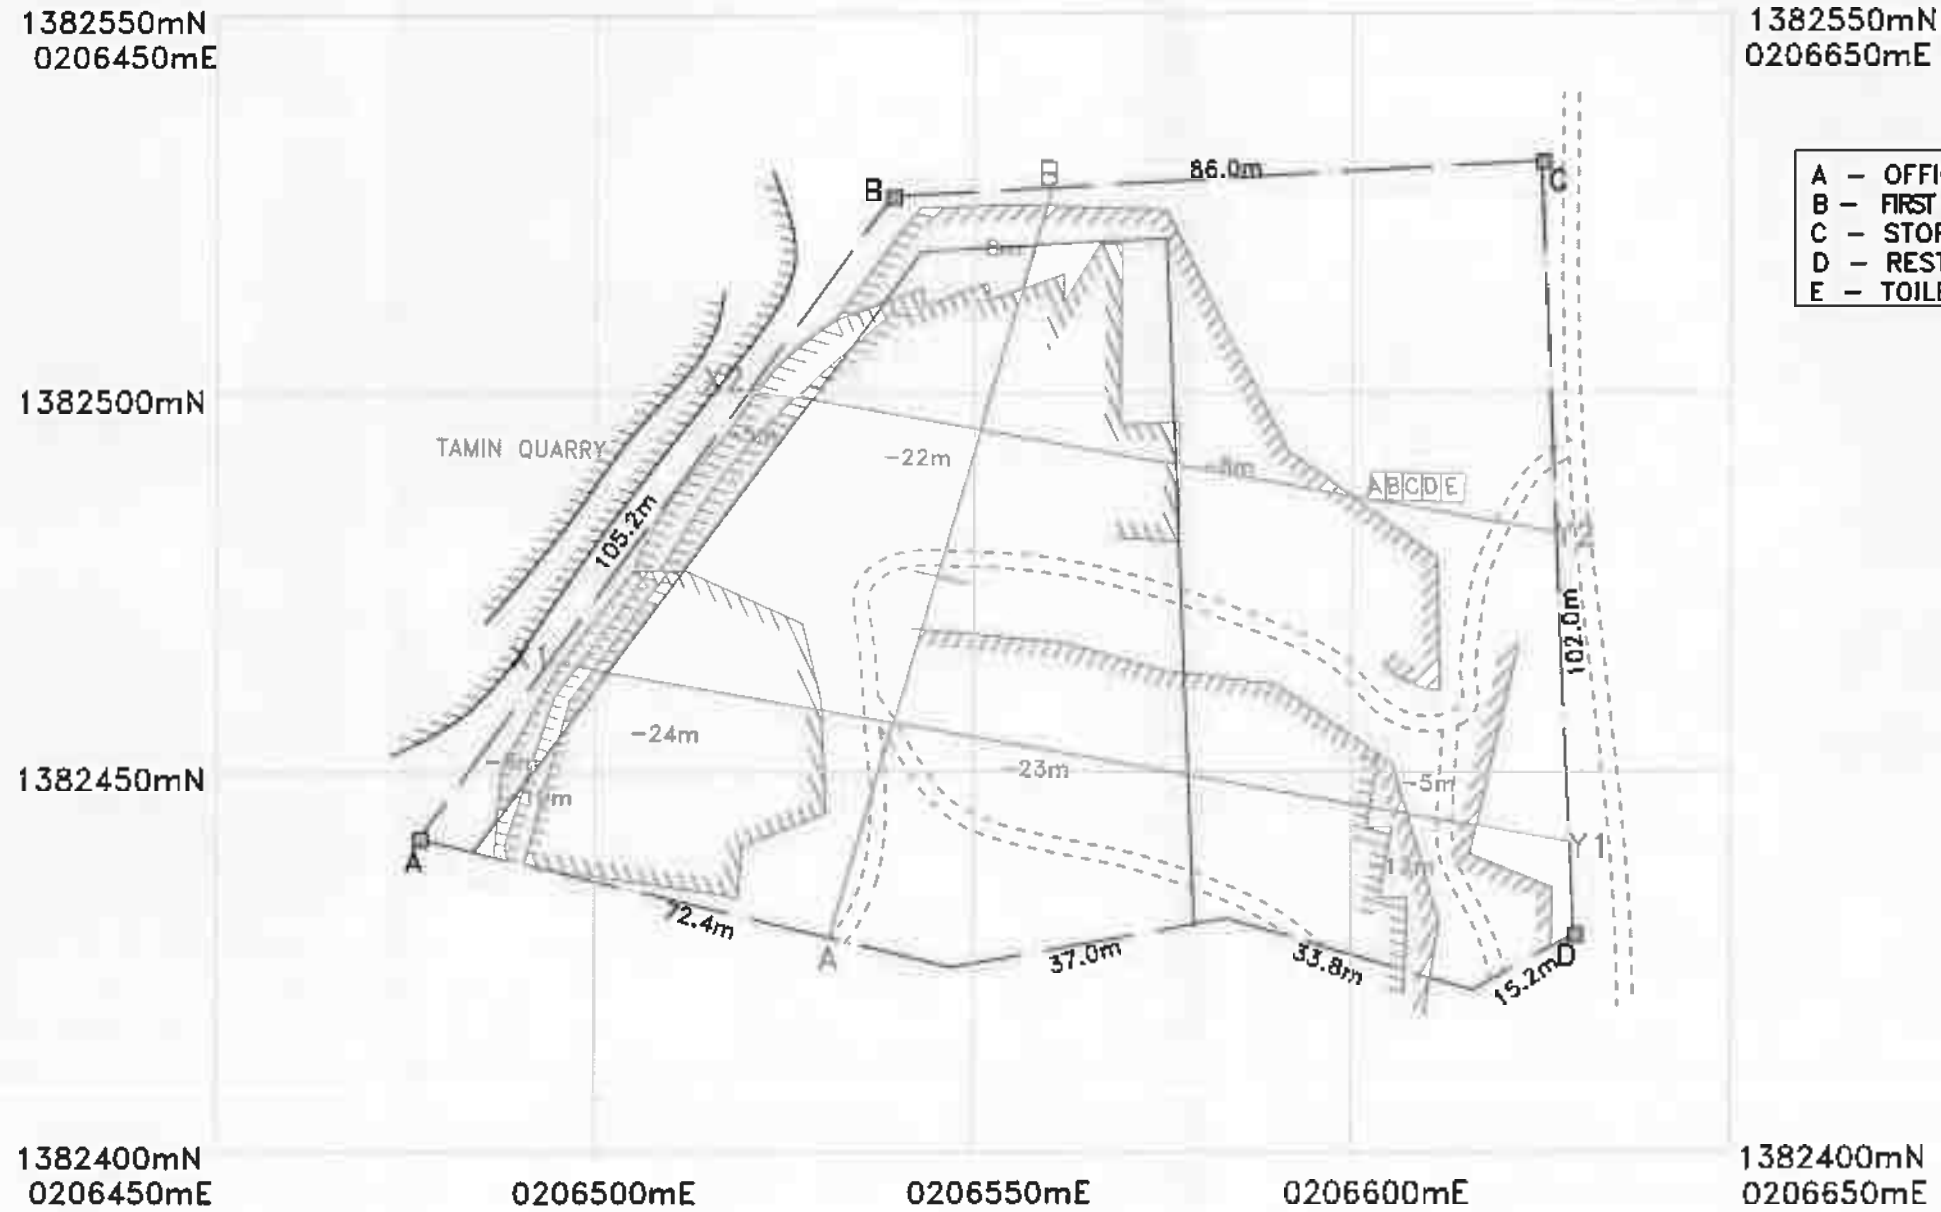 1382550mN
0206450mE
1382550mN
0206650mE
A – OFFI
B – FIRST
C – STOR
D – REST
E – TOILE
B
B
86.0m
C
1382500mN
TAMIN QUARRY
-22m
A B C D E
105.2m
102.0m
-24m
-23m
-5m
1382450mN
Y1
A
72.4m
A
37.0m
33.8m
15.2m
D
1382400mN
0206450mE
0206500mE
0206550mE
0206600mE
1382400mN
0206650mE